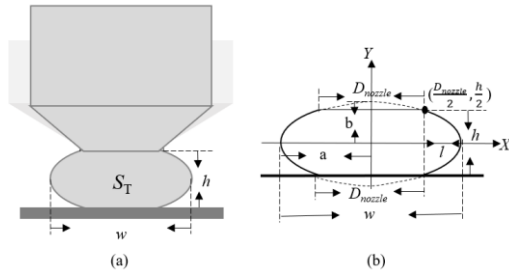 S_T
h
w
(a)
Y
D_nozzle
(D_nozzle/2, h/2)
b
X
a
l
h
D_nozzle
w
(b)